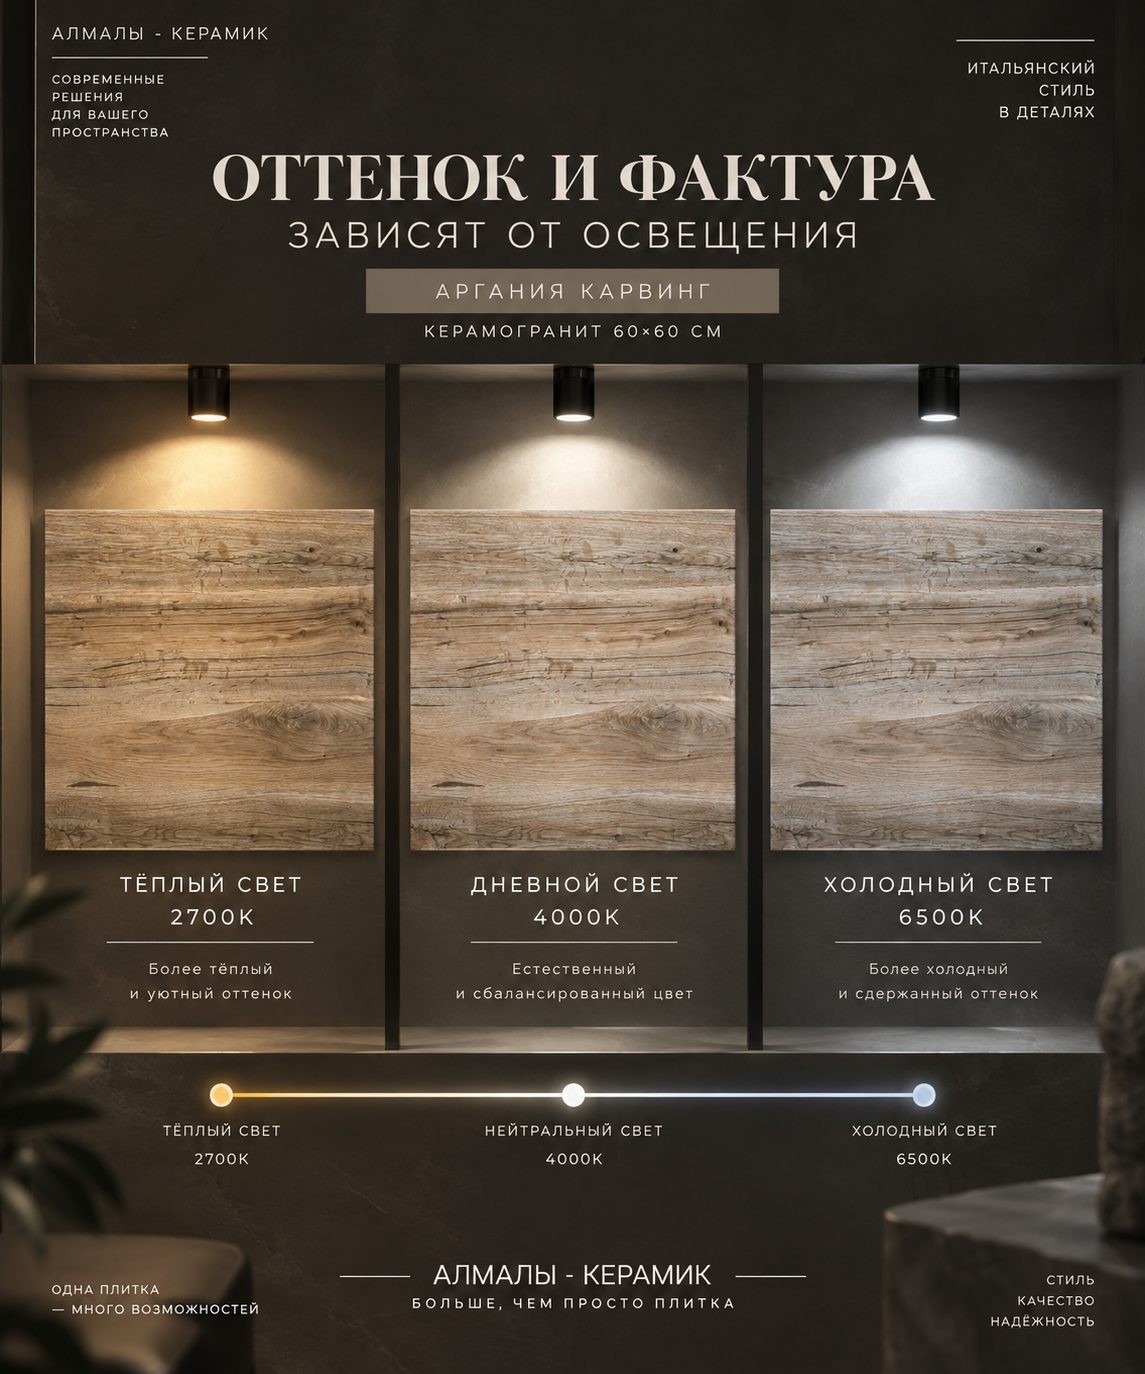 АЛМАЛЫ - КЕРАМИК
СОВРЕМЕННЫЕ
РЕШЕНИЯ
ДЛЯ ВАШЕГО
ПРОСТРАНСТВА
ИТАЛЬЯНСКИЙ
СТИЛЬ
В ДЕТАЛЯХ
ОТТЕНОК И ФАКТУРА
ЗАВИСЯТ ОТ ОСВЕЩЕНИЯ
АРГАНИЯ КАРВИНГ
КЕРАМОГРАНИТ 60×60 СМ
ТЁПЛЫЙ СВЕТ
2700K
Более тёплый
и уютный оттенок
ДНЕВНОЙ СВЕТ
4000K
Естественный
и сбалансированный цвет
ХОЛОДНЫЙ СВЕТ
6500K
Более холодный
и сдержанный оттенок
ТЁПЛЫЙ СВЕТ
2700K
НЕЙТРАЛЬНЫЙ СВЕТ
4000K
ХОЛОДНЫЙ СВЕТ
6500K
ОДНА ПЛИТКА
— МНОГО ВОЗМОЖНОСТЕЙ
АЛМАЛЫ - КЕРАМИК
БОЛЬШЕ, ЧЕМ ПРОСТО ПЛИТКА
СТИЛЬ
КАЧЕСТВО
НАДЁЖНОСТЬ